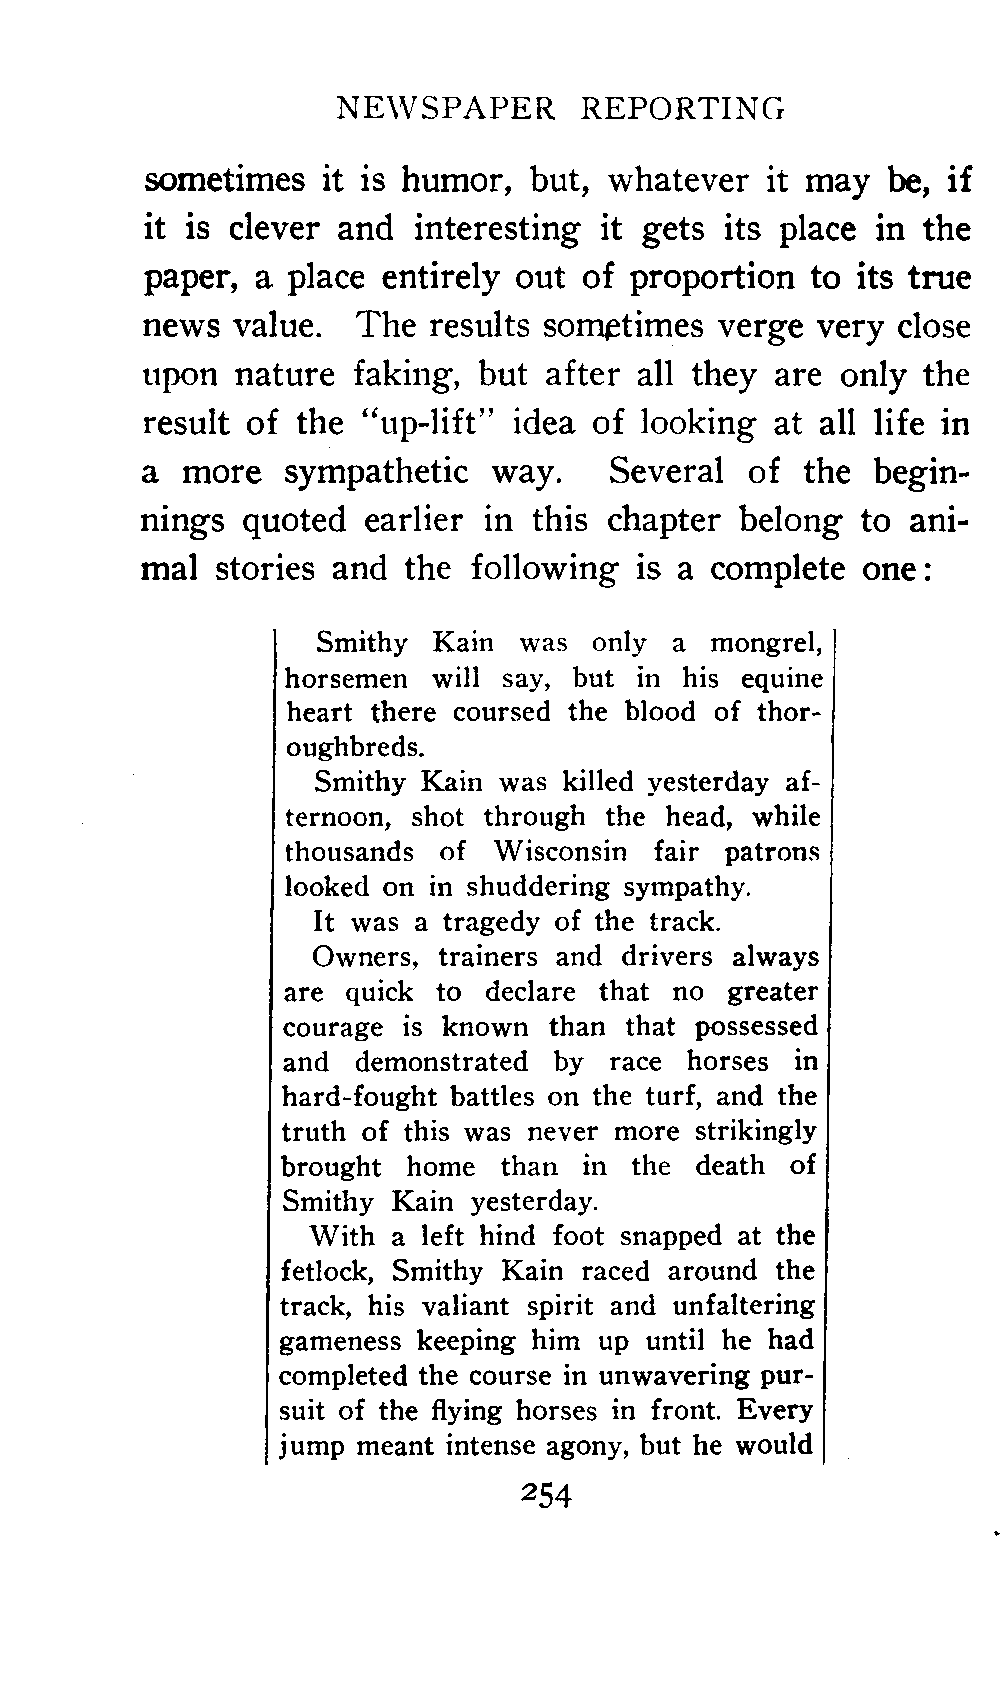 NEWSPAPER REPORTING
sometimes it is humor, but, whatever it may be, if
it is clever and interesting it gets its place in the
paper, a place entirely out of proportion to its true
news value. The results sometimes verge very close
upon nature faking, but after all they are only the
result of the “up-lift” idea of looking at all life in
a more sympathetic way. Several of the begin-
nings quoted earlier in this chapter belong to ani-
mal stories and the following is a complete one:
Smithy Kain was only a mongrel,
horsemen will say, but in his equine
heart there coursed the blood of thor-
oughbreds.
Smithy Kain was killed yesterday af-
ternoon, shot through the head, while
thousands of Wisconsin fair patrons
looked on in shuddering sympathy.
It was a tragedy of the track.
Owners, trainers and drivers always
are quick to declare that no greater
courage is known than that possessed
and demonstrated by race horses in
hard-fought battles on the turf, and the
truth of this was never more strikingly
brought home than in the death of
Smithy Kain yesterday.
With a left hind foot snapped at the
fetlock, Smithy Kain raced around the
track, his valiant spirit and unfaltering
gameness keeping him up until he had
completed the course in unwavering pur-
suit of the flying horses in front. Every
jump meant intense agony, but he would
254